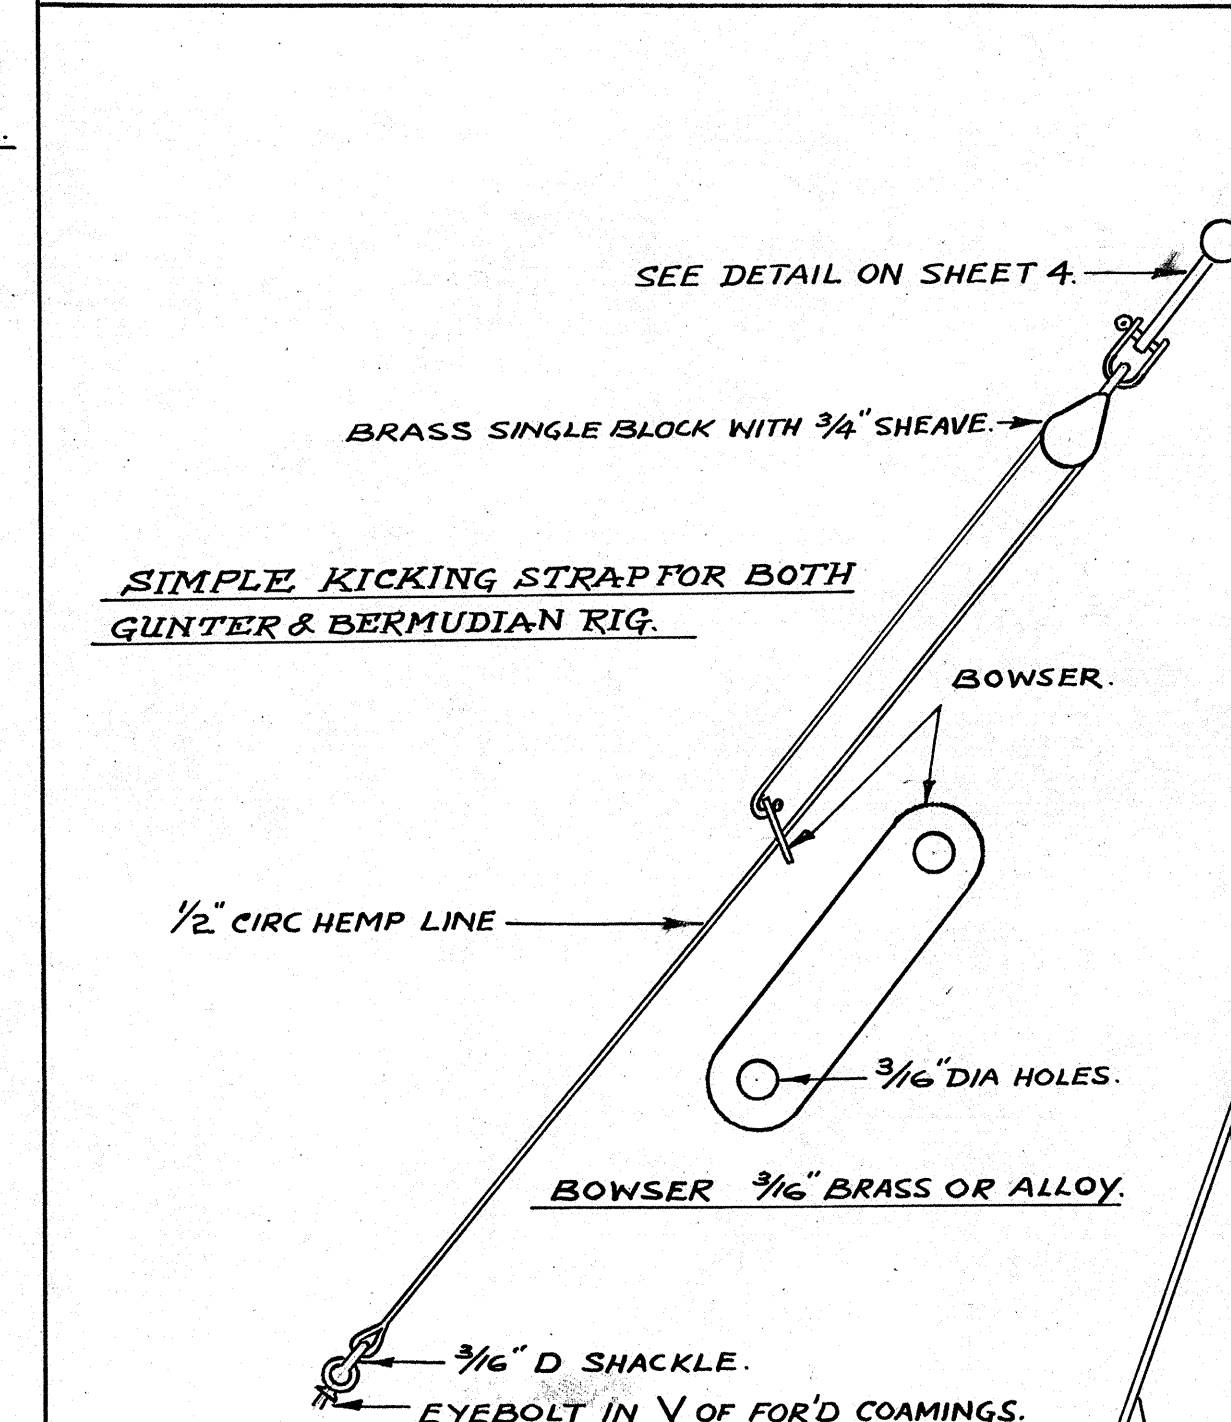 SEE DETAIL ON SHEET 4.
BRASS SINGLE BLOCK WITH 3/4" SHEAVE.
SIMPLE KICKING STRAP FOR BOTH
GUNTER & BERMUDIAN RIG.
BOWSER.
1/2" CIRC HEMP LINE
3/16" DIA HOLES.
BOWSER 3/16" BRASS OR ALLOY.
3/16" D SHACKLE.
EYEBOLT IN V OF FOR'D COAMINGS.